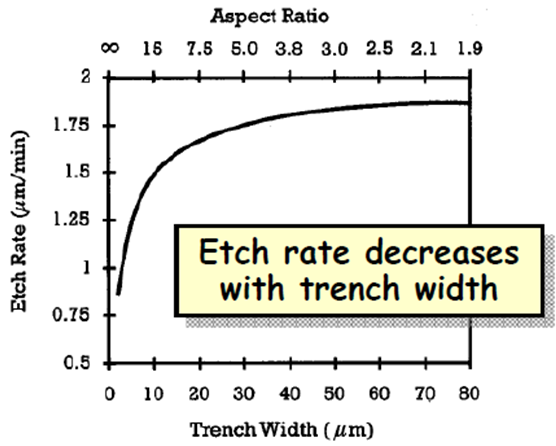 Aspect Ratio
∞ 15 7.5 5.0 3.8 3.0 2.5 2.1 1.9
2
1.75
1.5
1.25
1
0.75
0.5
Etch Rate (μm/min)
Etch rate decreases
with trench width
0 10 20 30 40 50 60 70 80
Trench Width (μm)